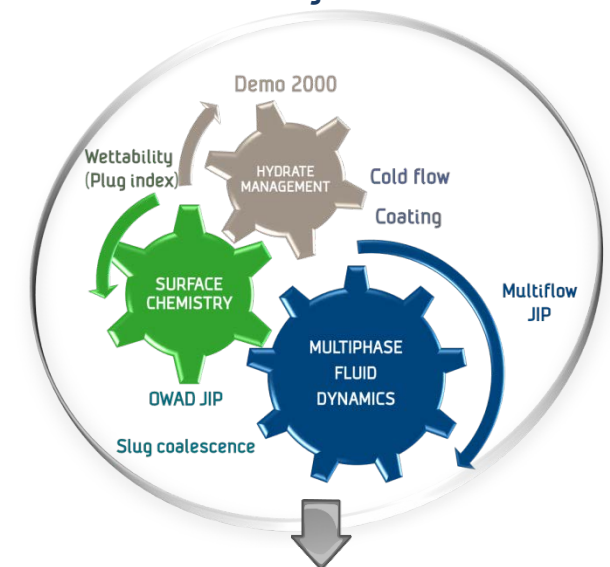 Demo 2000
Wettability
(Plug index)
HYDRATE
MANAGEMENT
Cold flow
Coating
SURFACE
CHEMISTRY
Multiflow
JIP
MULTIPHASE
FLUID
DYNAMICS
OWAD JIP
Slug coalescence